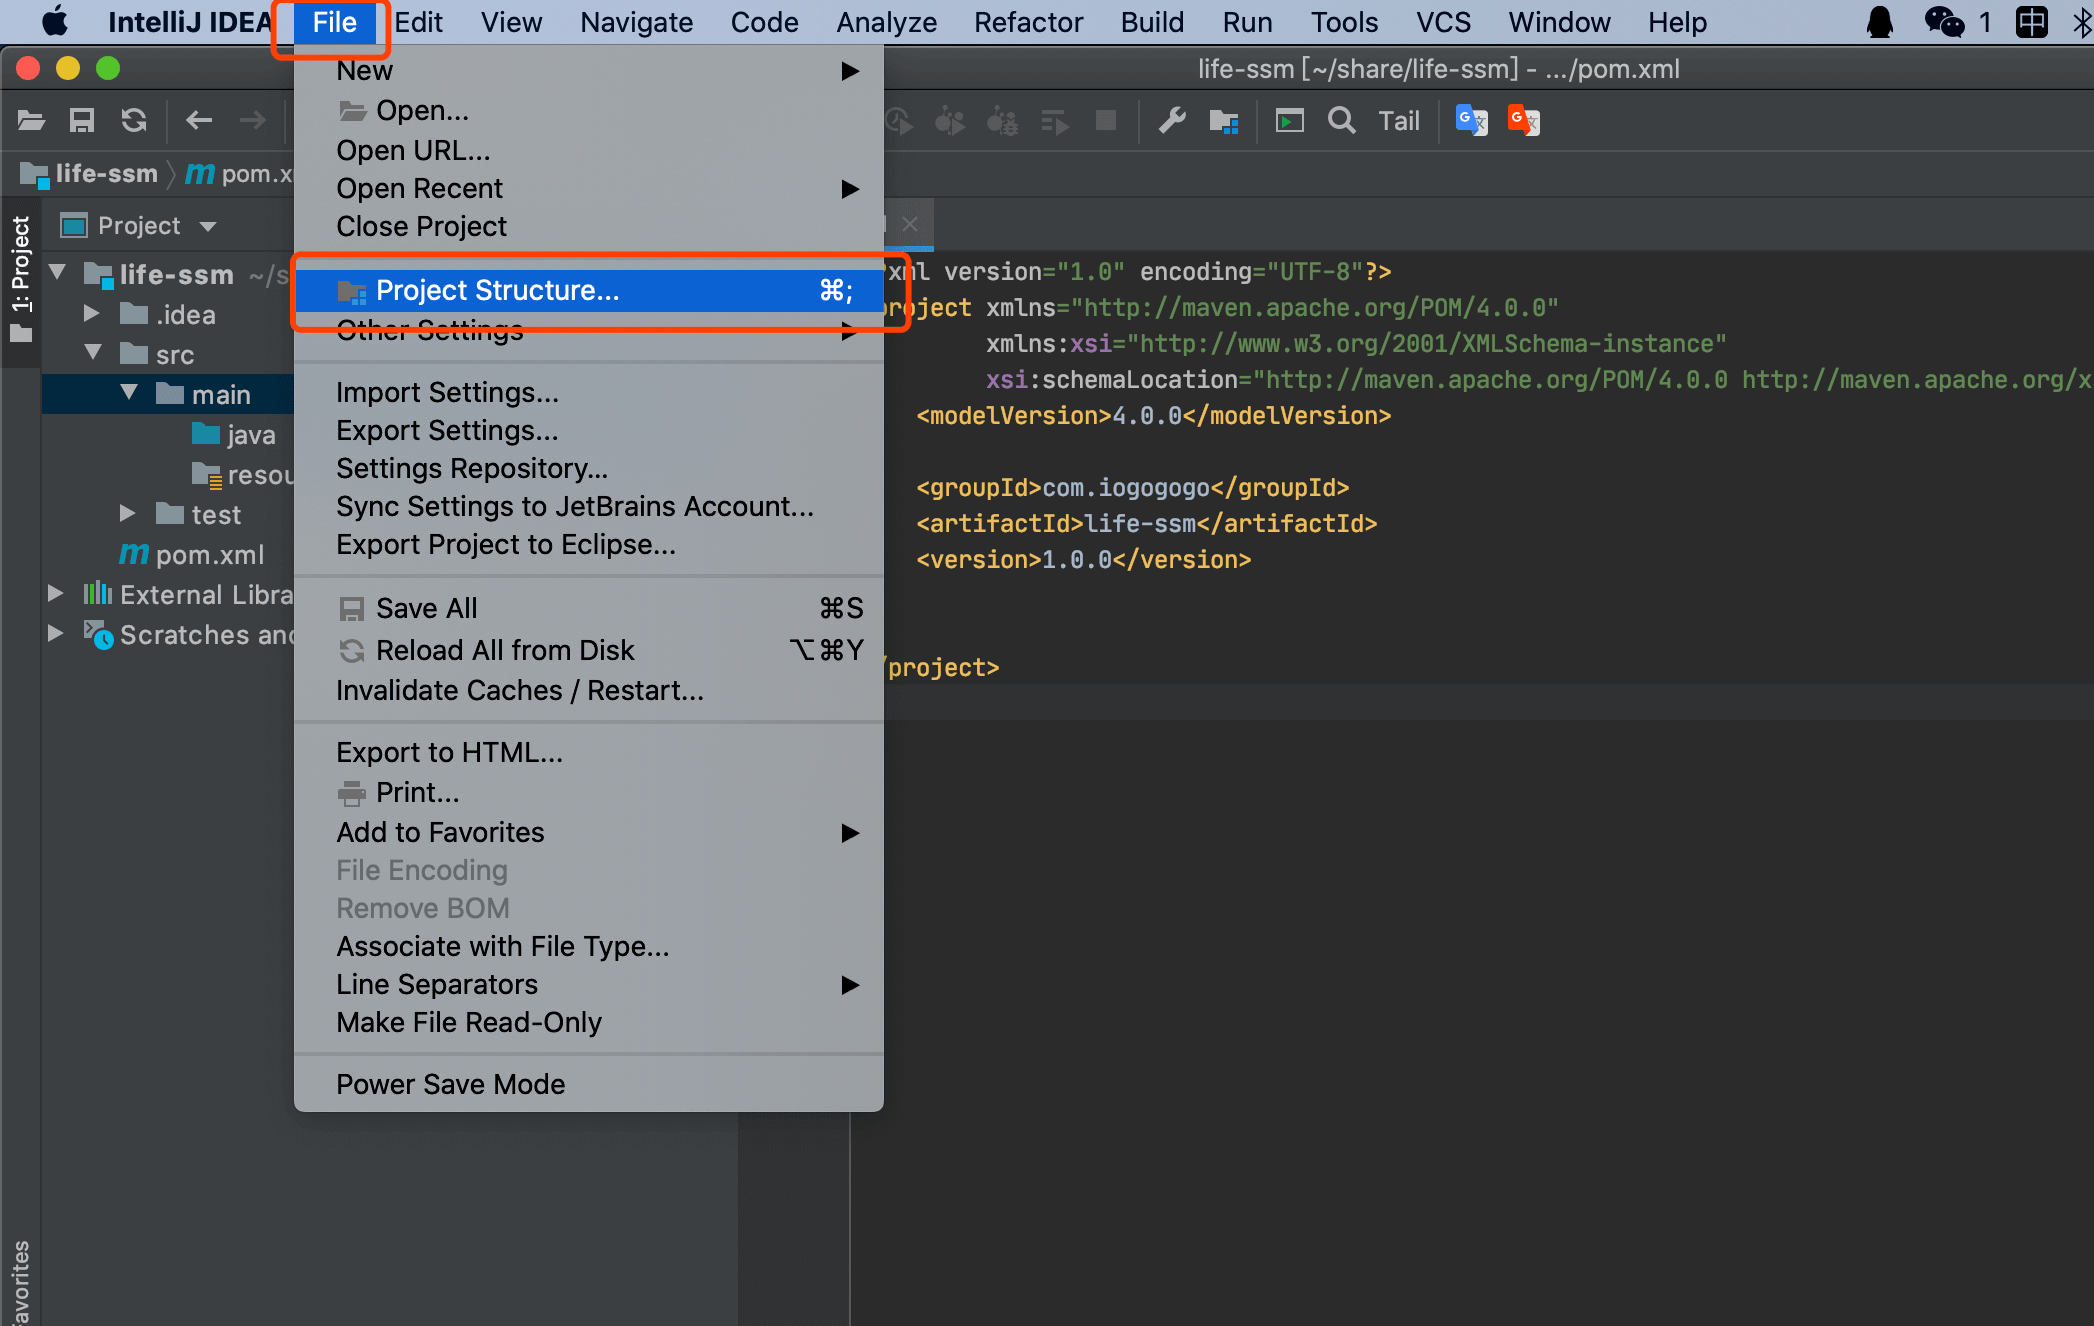 IntelliJ IDEA File Edit View Navigate Code Analyze Refactor Build Run Tools VCS Window Help 1 中
life-ssm [~/share/life-ssm] - .../pom.xml
Tail
life-ssm pom.x
1: Project
Project
life-ssm ~/s
.idea
src
main
java
resou
test
pom.xml
External Libra
Scratches and
New
Open...
Open URL...
Open Recent
Close Project
Project Structure... ⌘;
Other Settings
Import Settings...
Export Settings...
Settings Repository...
Sync Settings to JetBrains Account...
Export Project to Eclipse...
Save All ⌘S
Reload All from Disk ⌥⌘Y
Invalidate Caches / Restart...
Export to HTML...
Print...
Add to Favorites
File Encoding
Remove BOM
Associate with File Type...
Line Separators
Make File Read-Only
Power Save Mode
xml version="1.0" encoding="UTF-8"?>
project xmlns="http://maven.apache.org/POM/4.0.0"
xmlns:xsi="http://www.w3.org/2001/XMLSchema-instance"
xsi:schemaLocation="http://maven.apache.org/POM/4.0.0 http://maven.apache.org/x
<modelVersion>4.0.0</modelVersion>
<groupId>com.iogogogo</groupId>
<artifactId>life-ssm</artifactId>
<version>1.0.0</version>
/project>
avorites